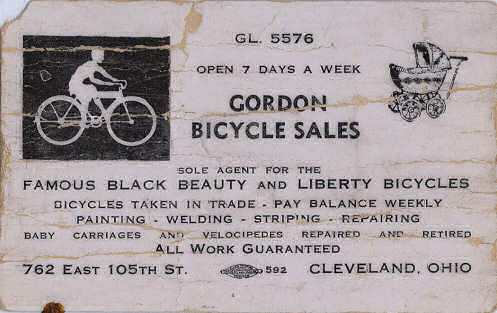 GL. 5576
OPEN 7 DAYS A WEEK
GORDON
BICYCLE SALES
SOLE AGENT FOR THE
FAMOUS BLACK BEAUTY AND LIBERTY BICYCLES
BICYCLES TAKEN IN TRADE - PAY BALANCE WEEKLY
PAINTING - WELDING - STRIPING - REPAIRING
BABY CARRIAGES AND VELOCIPEDES REPAIRED AND RETIRED
ALL WORK GUARANTEED
762 EAST 105TH ST. 592 CLEVELAND, OHIO